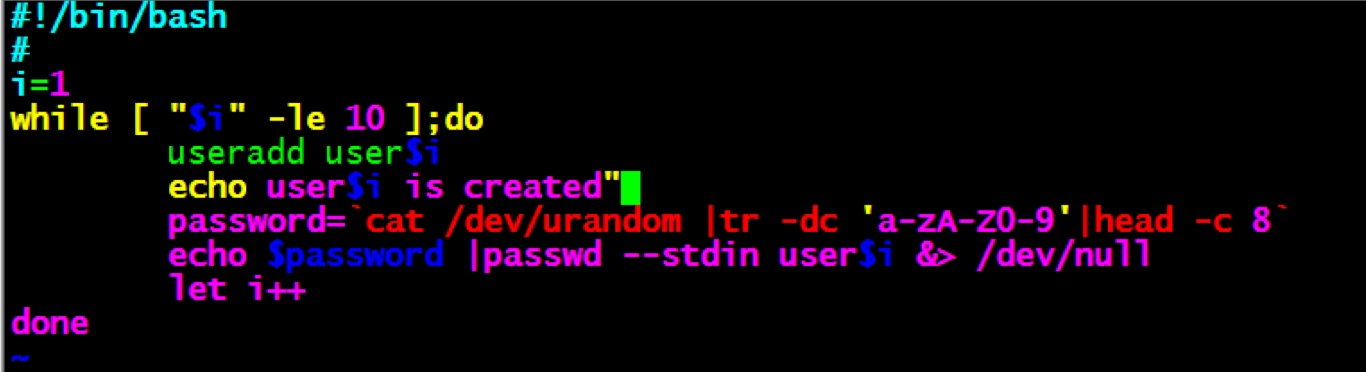 #!/bin/bash
#
i=1
while [ "$i" -le 10 ];do
        useradd user$i
        echo user$i is created"
        password=`cat /dev/urandom |tr -dc 'a-zA-Z0-9'|head -c 8`
        echo $password |passwd --stdin user$i &> /dev/null
        let i++
done
~